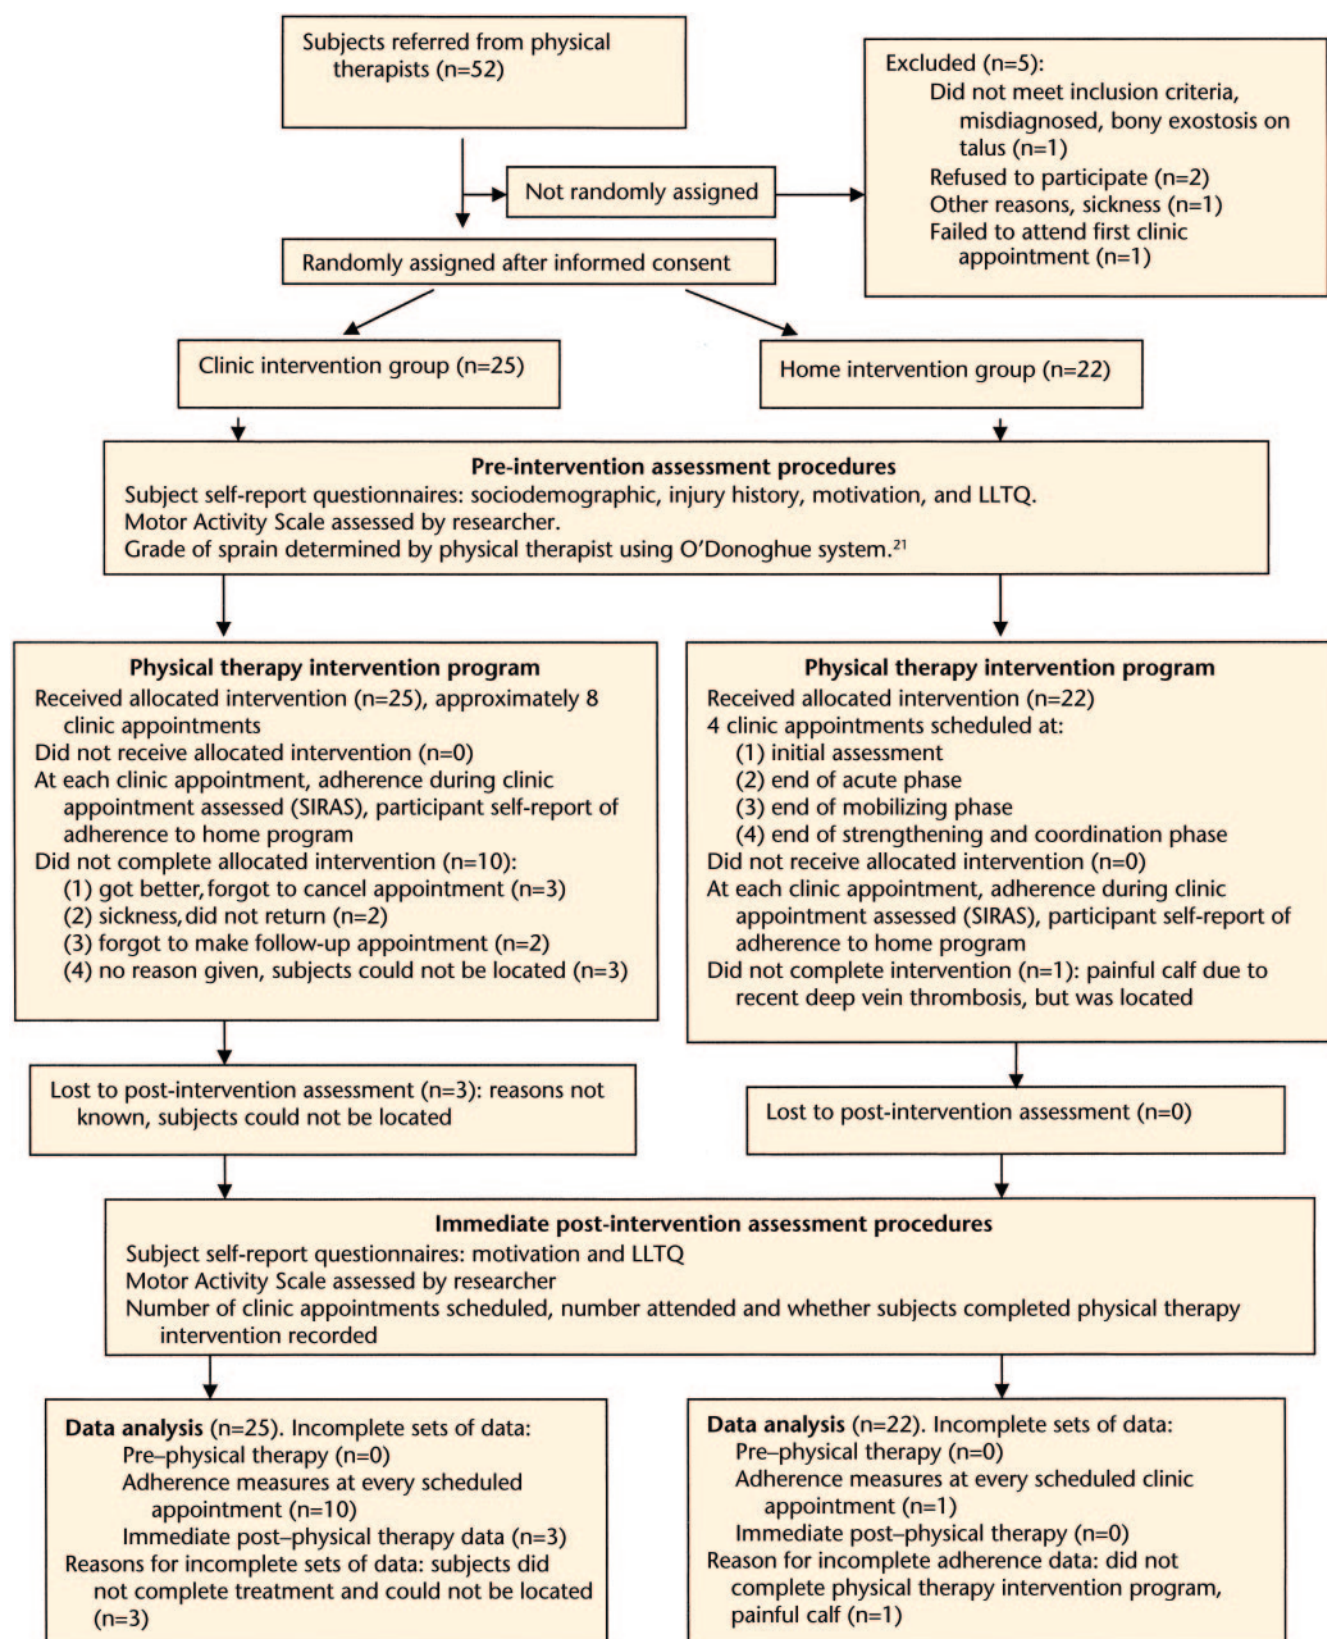 Subjects referred from physical
therapists (n=52)
Excluded (n=5):
Did not meet inclusion criteria,
misdiagnosed, bony exostosis on
talus (n=1)
Refused to participate (n=2)
Other reasons, sickness (n=1)
Failed to attend first clinic
appointment (n=1)
Not randomly assigned
Randomly assigned after informed consent
Clinic intervention group (n=25)
Home intervention group (n=22)
Pre-intervention assessment procedures
Subject self-report questionnaires: sociodemographic, injury history, motivation, and LLTQ.
Motor Activity Scale assessed by researcher.
Grade of sprain determined by physical therapist using O’Donoghue system.²¹
Physical therapy intervention program
Received allocated intervention (n=25), approximately 8
clinic appointments
Did not receive allocated intervention (n=0)
At each clinic appointment, adherence during clinic
appointment assessed (SIRAS), participant self-report of
adherence to home program
Did not complete allocated intervention (n=10):
(1) got better, forgot to cancel appointment (n=3)
(2) sickness, did not return (n=2)
(3) forgot to make follow-up appointment (n=2)
(4) no reason given, subjects could not be located (n=3)
Physical therapy intervention program
Received allocated intervention (n=22)
4 clinic appointments scheduled at:
(1) initial assessment
(2) end of acute phase
(3) end of mobilizing phase
(4) end of strengthening and coordination phase
Did not receive allocated intervention (n=0)
At each clinic appointment, adherence during clinic
appointment assessed (SIRAS), participant self-report of
adherence to home program
Did not complete intervention (n=1): painful calf due to
recent deep vein thrombosis, but was located
Lost to post-intervention assessment (n=3): reasons not
known, subjects could not be located
Lost to post-intervention assessment (n=0)
Immediate post-intervention assessment procedures
Subject self-report questionnaires: motivation and LLTQ
Motor Activity Scale assessed by researcher
Number of clinic appointments scheduled, number attended and whether subjects completed physical therapy
intervention recorded
Data analysis (n=25). Incomplete sets of data:
Pre–physical therapy (n=0)
Adherence measures at every scheduled
appointment (n=10)
Immediate post–physical therapy data (n=3)
Reasons for incomplete sets of data: subjects did
not complete treatment and could not be located
(n=3)
Data analysis (n=22). Incomplete sets of data:
Pre–physical therapy (n=0)
Adherence measures at every scheduled clinic
appointment (n=1)
Immediate post–physical therapy (n=0)
Reason for incomplete adherence data: did not
complete physical therapy intervention program,
painful calf (n=1)